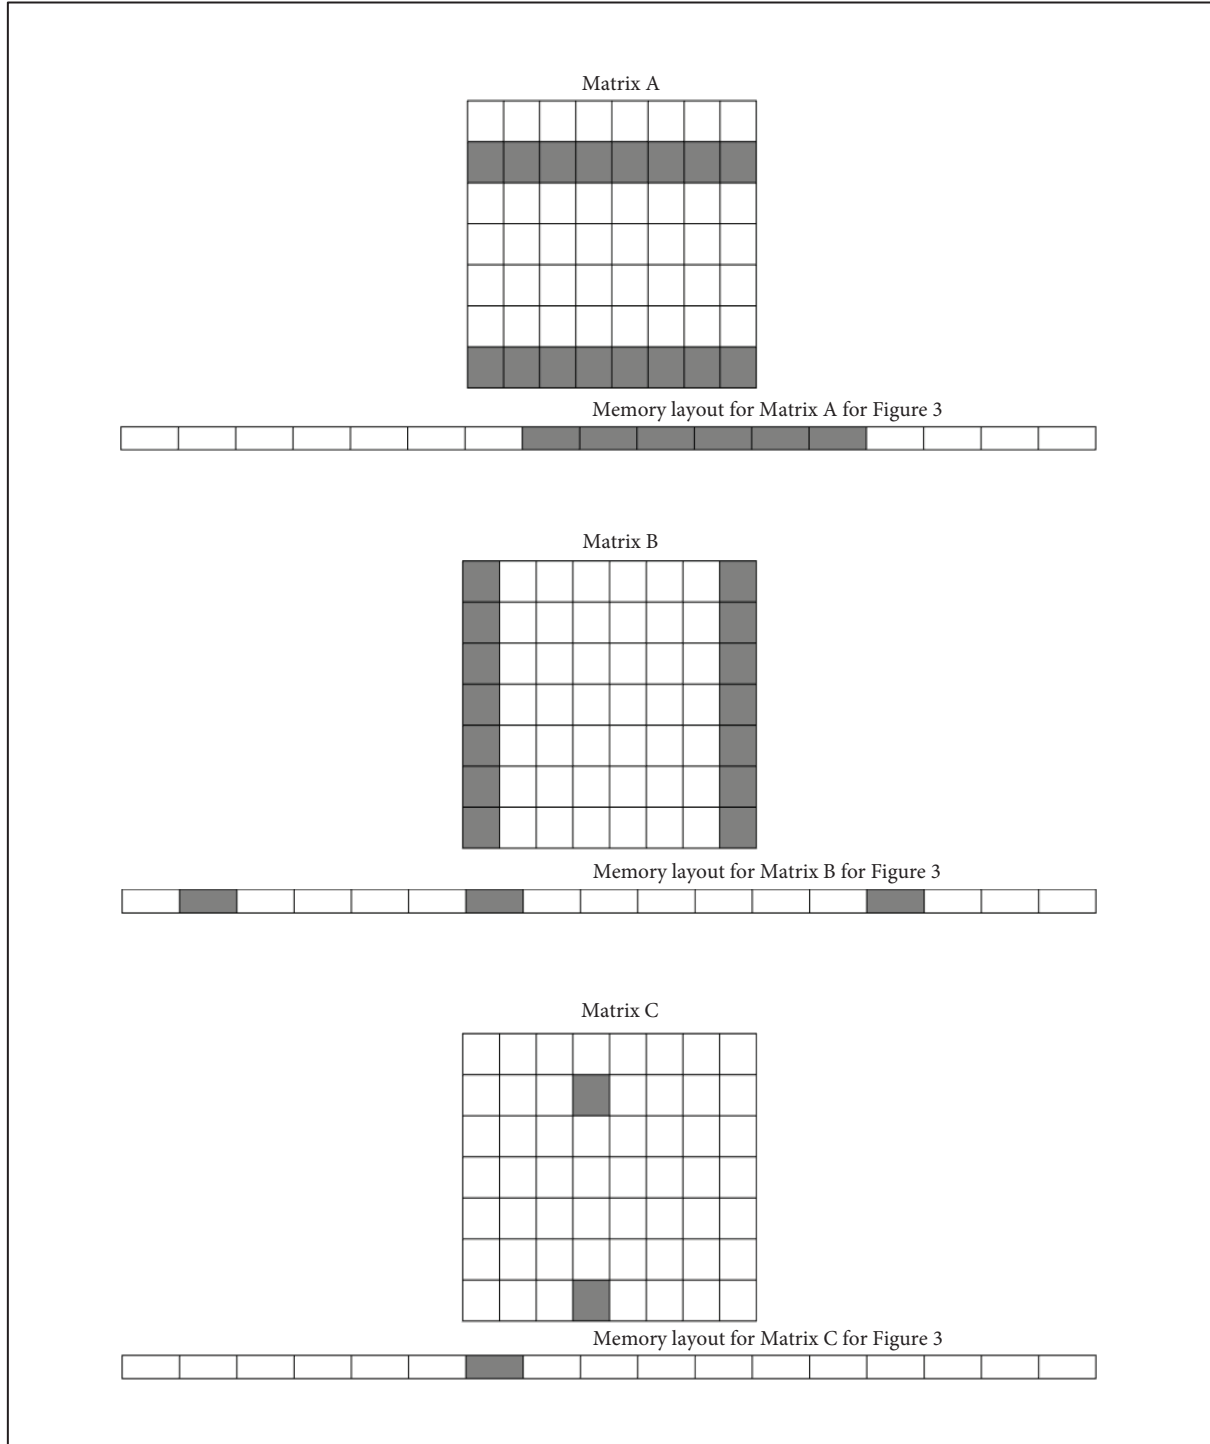 Matrix A
Memory layout for Matrix A for Figure 3
Matrix B
Memory layout for Matrix B for Figure 3
Matrix C
Memory layout for Matrix C for Figure 3